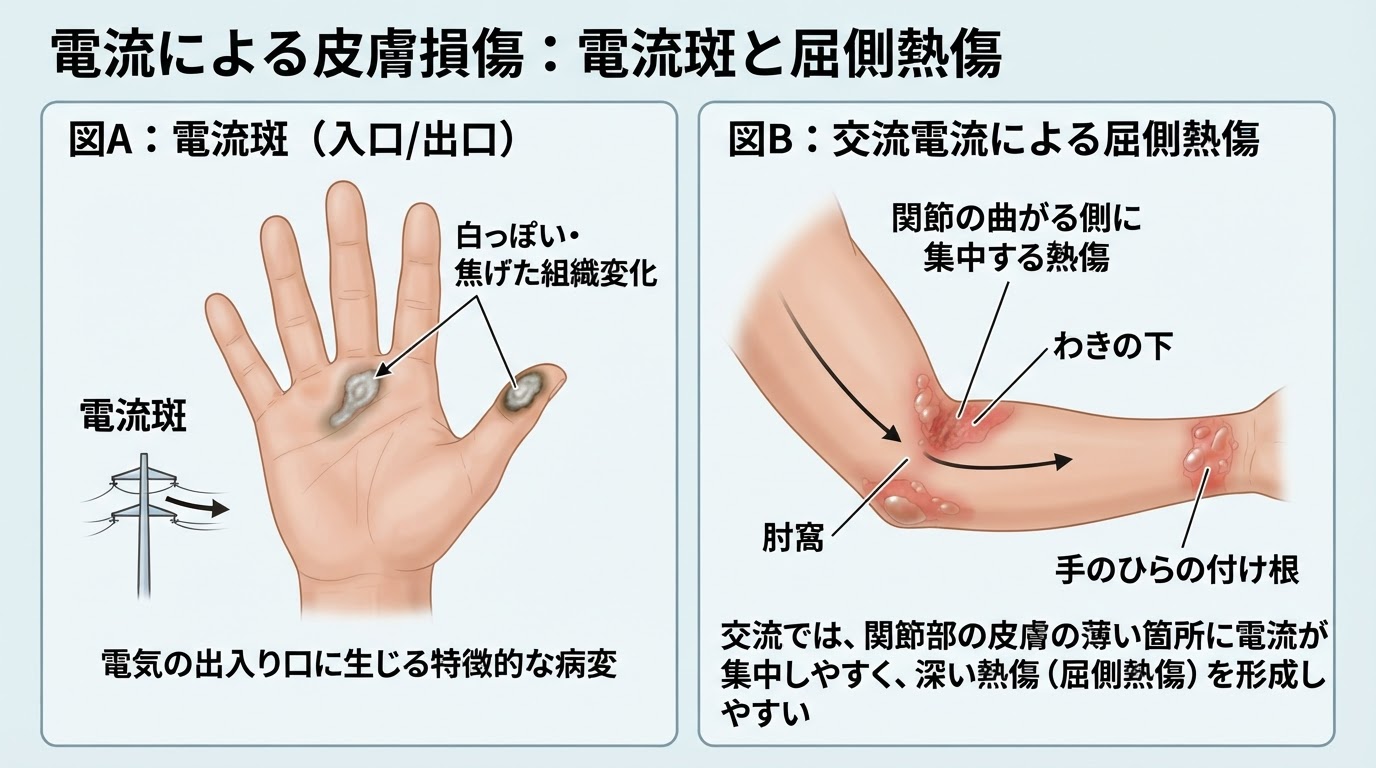 電流による皮膚損傷：電流斑と屈側熱傷
図A：電流斑（入口/出口）
白っぽい・
焦げた組織変化
電流斑
電気の出入り口に生じる特徴的な病変
図B：交流電流による屈側熱傷
関節の曲がる側に
集中する熱傷
わきの下
肘窩
手のひらの付け根
交流では、関節部の皮膚の薄い箇所に電流が
集中しやすく、深い熱傷（屈側熱傷）を形成し
やすい